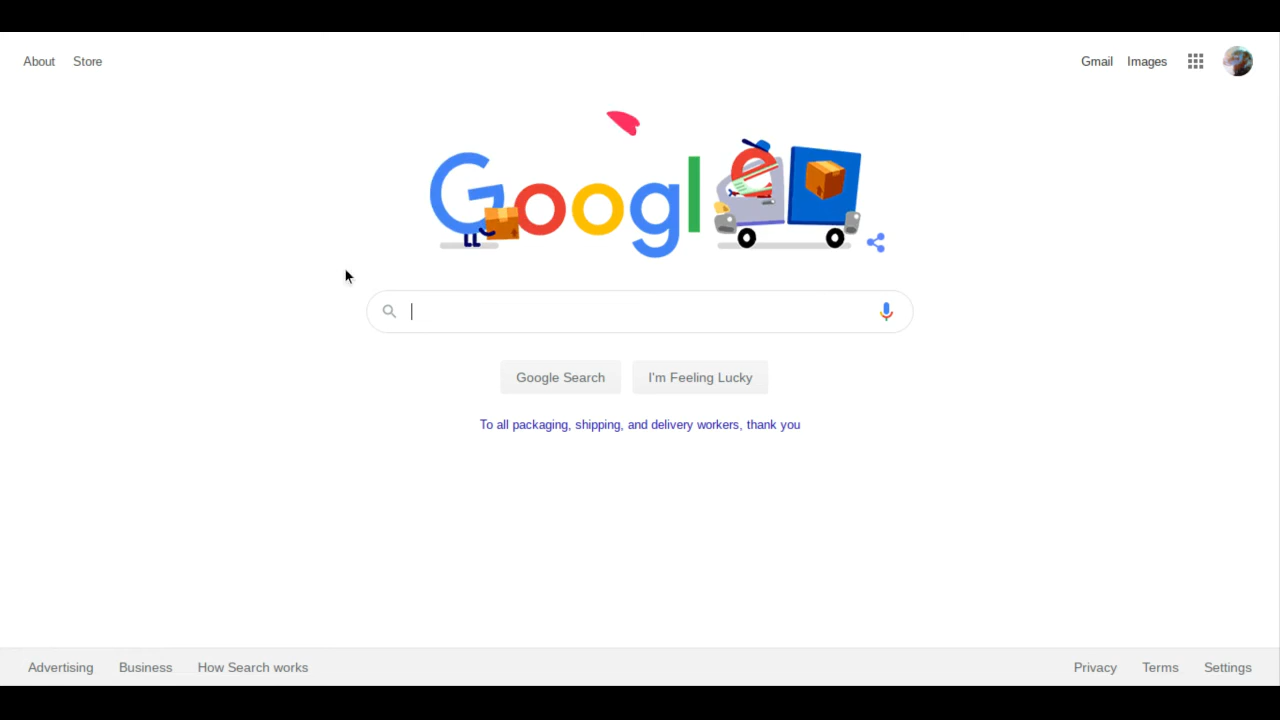 About Store
Gmail Images
Google
Google Search I'm Feeling Lucky
To all packaging, shipping, and delivery workers, thank you
Advertising Business How Search works
Privacy Terms Settings